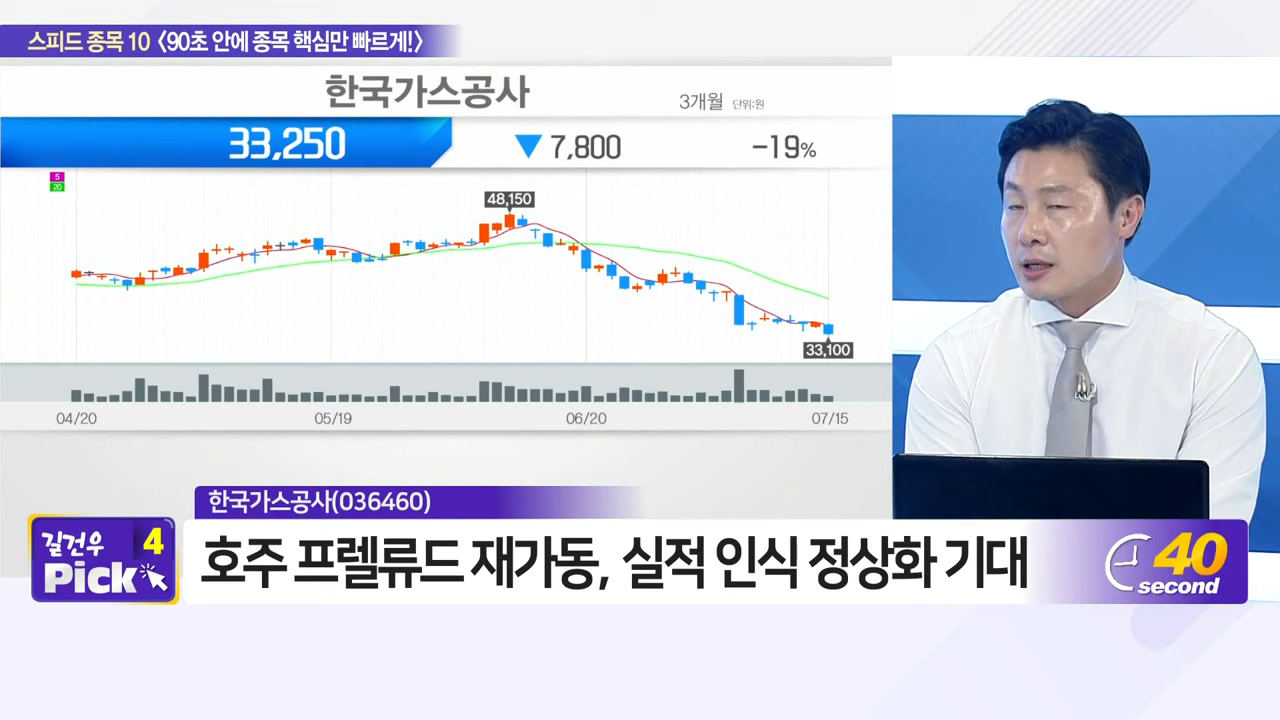 스피드 종목 10 〈90초 안에 종목 핵심만 빠르게!〉
한국가스공사
3개월 단위:원
33,250 ▼7,800 -19%
5
20
48,150
33,100
04/20 05/19 06/20 07/15
한국가스공사(036460)
길건우 4
Pick
호주 프렐류드 재가동, 실적 인식 정상화 기대
40
second